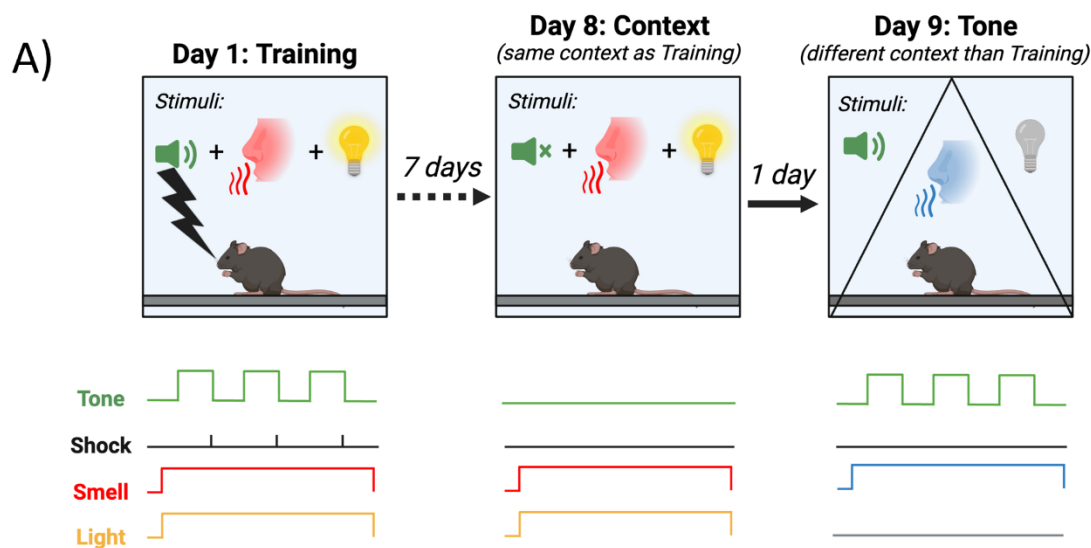 A)
Day 1: Training
Day 8: Context
(same context as Training)
Day 9: Tone
(different context than Training)
Stimuli:
+
+
7 days
Stimuli:
+
+
1 day
Stimuli:
Tone
Shock
Smell
Light